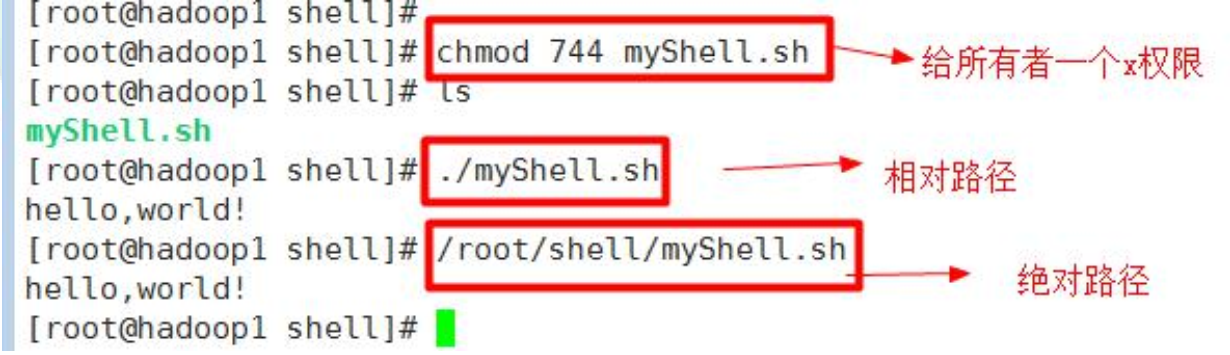 [root@hadoop1 shell]#
[root@hadoop1 shell]# chmod 744 myShell.sh 给所有者一个x权限
[root@hadoop1 shell]# ls
myShell.sh
[root@hadoop1 shell]# ./myShell.sh 相对路径
hello,world!
[root@hadoop1 shell]# /root/shell/myShell.sh
hello,world! 绝对路径
[root@hadoop1 shell]#